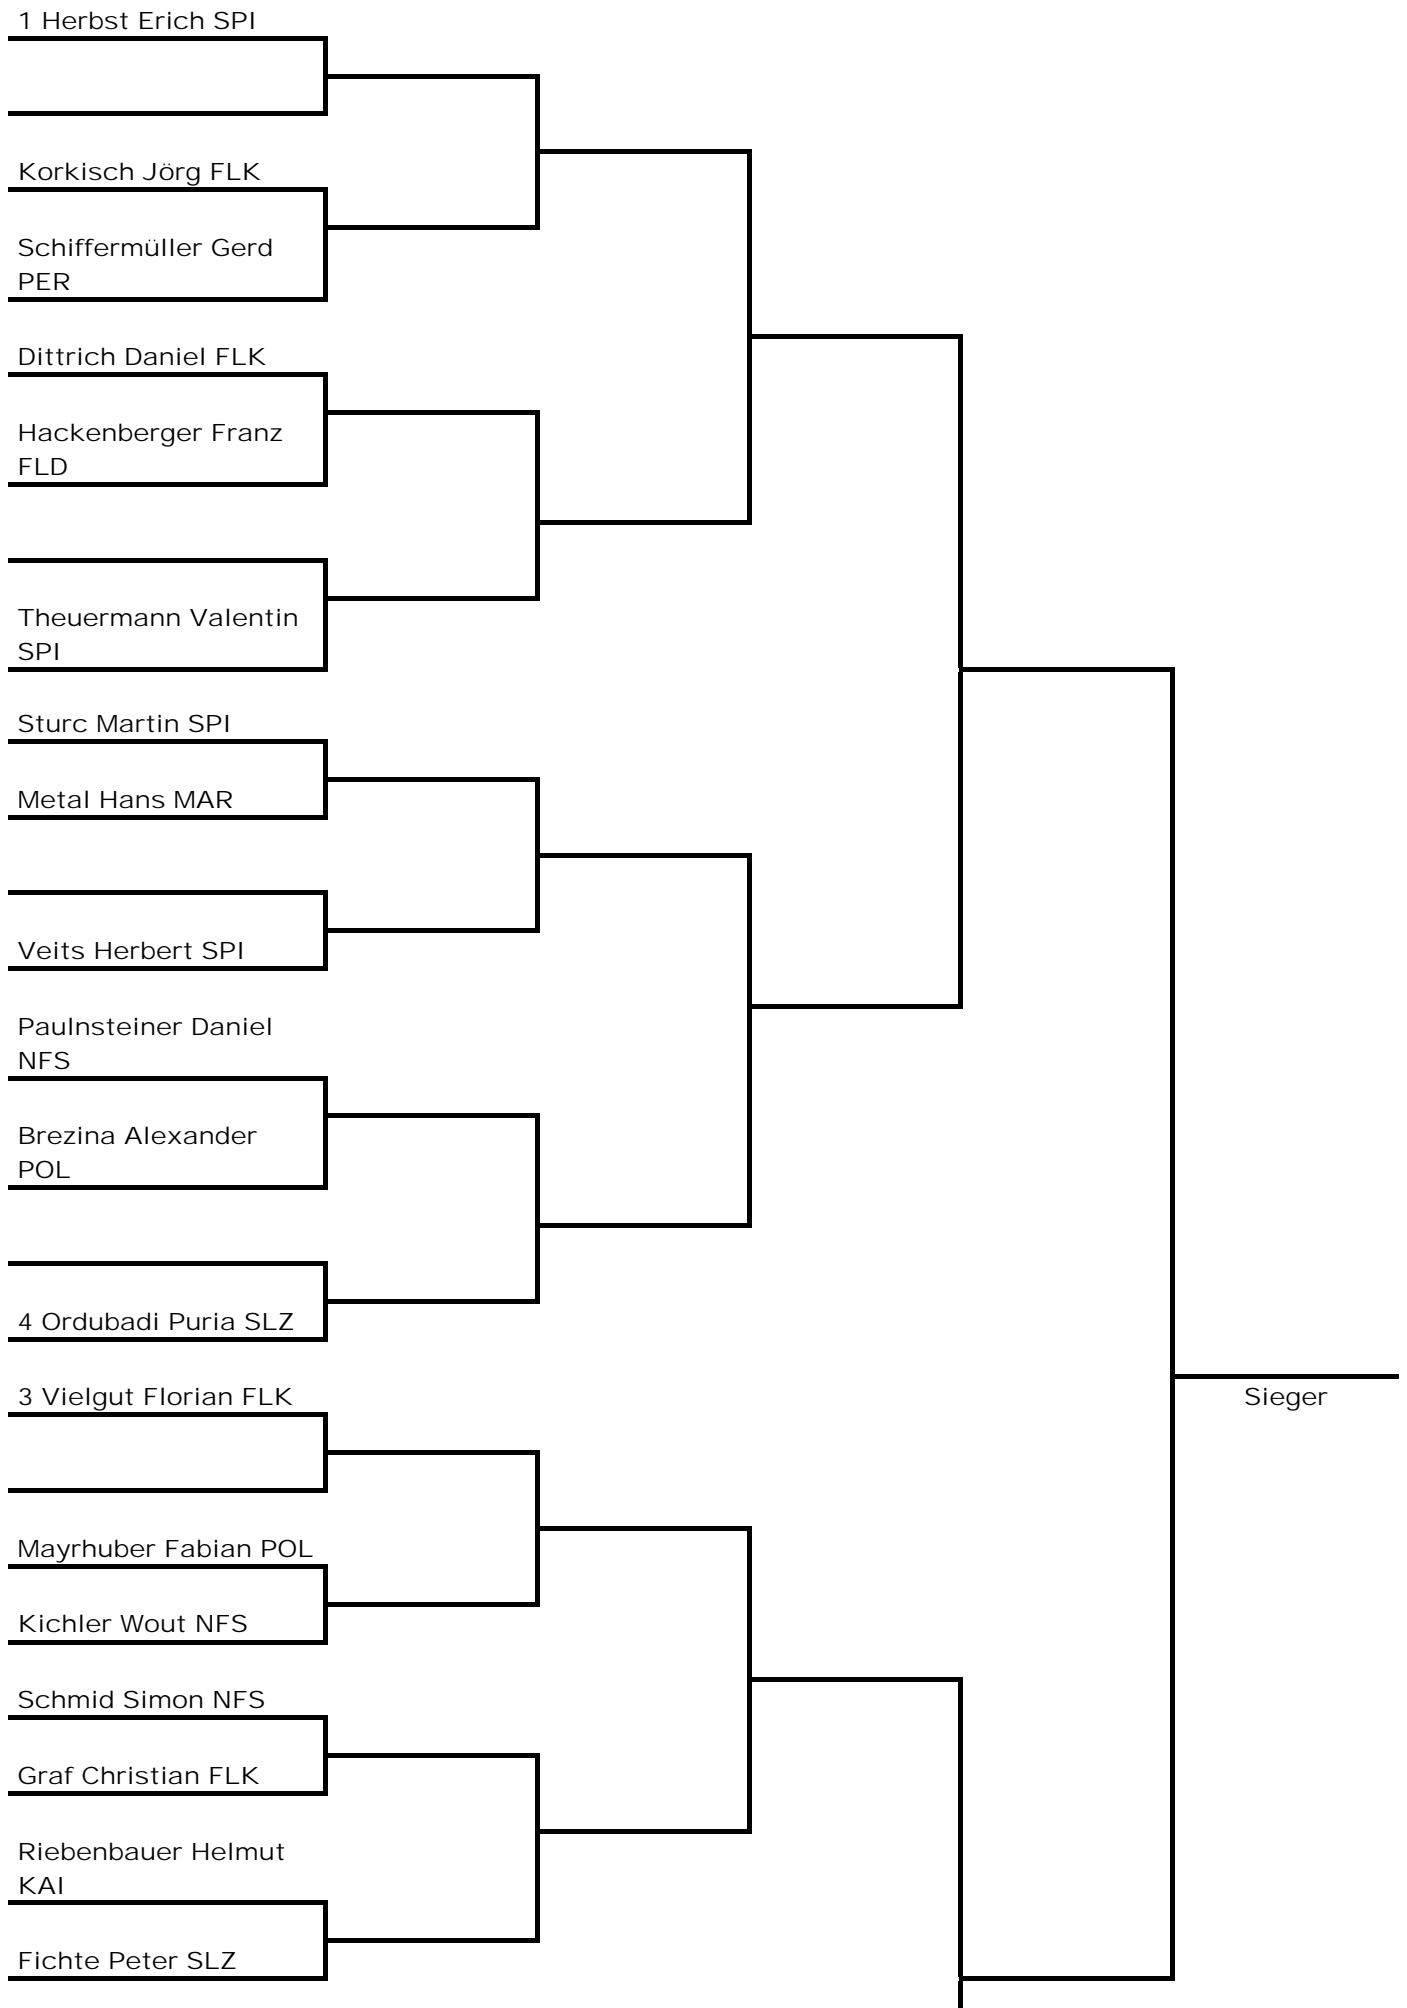 1 Herbst Erich SPI
Korkisch Jörg FLK
Schiffermüller Gerd
PER
Dittrich Daniel FLK
Hackenberger Franz
FLD
Theuermann Valentin
SPI
Sturc Martin SPI
Metal Hans MAR
Veits Herbert SPI
Paulnsteiner Daniel
NFS
Brezina Alexander
POL
4 Ordubadi Puria SLZ
3 Vielgut Florian FLK
Sieger
Mayrhuber Fabian POL
Kichler Wout NFS
Schmid Simon NFS
Graf Christian FLK
Riebenbauer Helmut
KAI
Fichte Peter SLZ